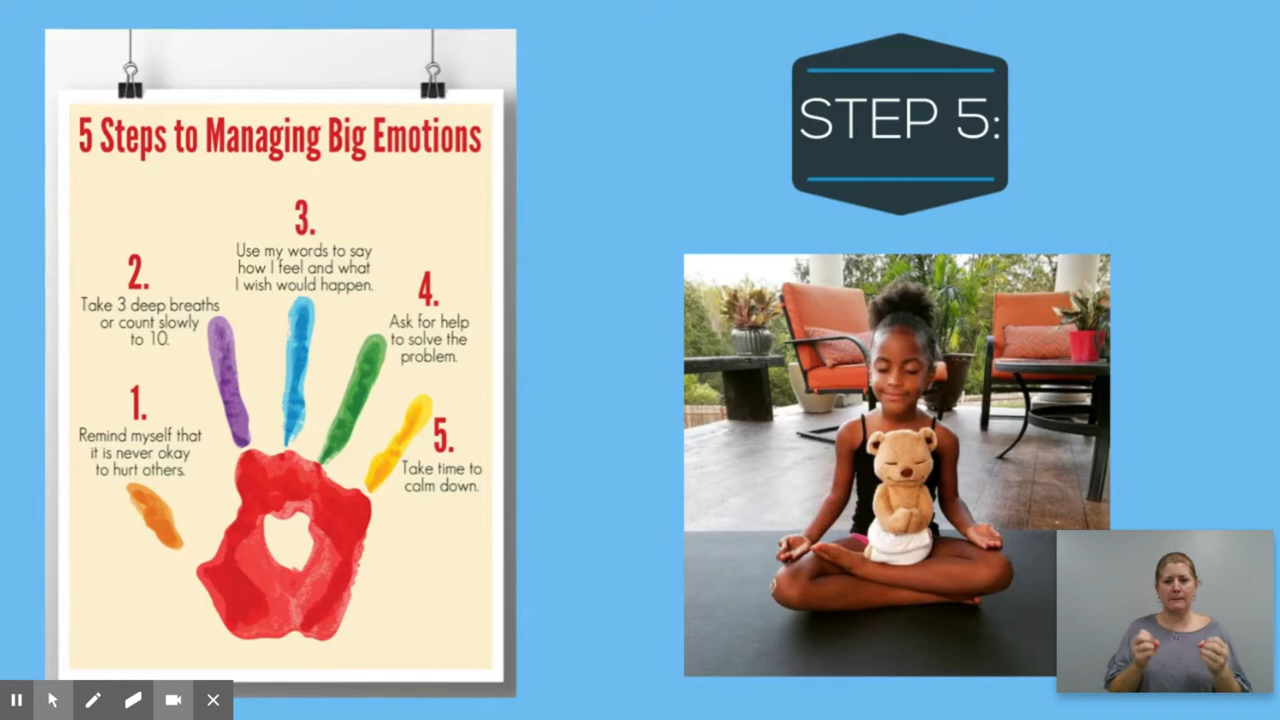 5 Steps to Managing Big Emotions
1.
Remind myself that
it is never okay
to hurt others.
2.
Take 3 deep breaths
or count slowly
to 10.
3.
Use my words to say
how I feel and what
I wish would happen.
4.
Ask for help
to solve the
problem.
5.
Take time to
calm down.
STEP 5: